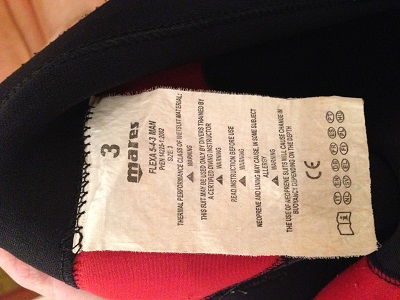 3
mares
FLEXA 5-4-3 MAN
PrEN 14225-1:2002
SIZE 3
THERMAL PERFORMANCE CLASS OF WETSUIT MATERIAL:
WARNING
THIS SUIT MAY BE USED ONLY BY DIVERS TRAINED BY
A CERTIFIED DIVING INSTRUCTOR
WARNING
READ INSTRUCTION BEFORE USE
WARNING
NEOPRENE AND LINING MAY CAUSE, IN SOME SUBJECT
ALLERGY
WARNING
THE USE OF NEOPRENE SUITS WILL CAUSE CHANGE IN
BUOYANCY DEPENDING ON THE DEPTH
CE